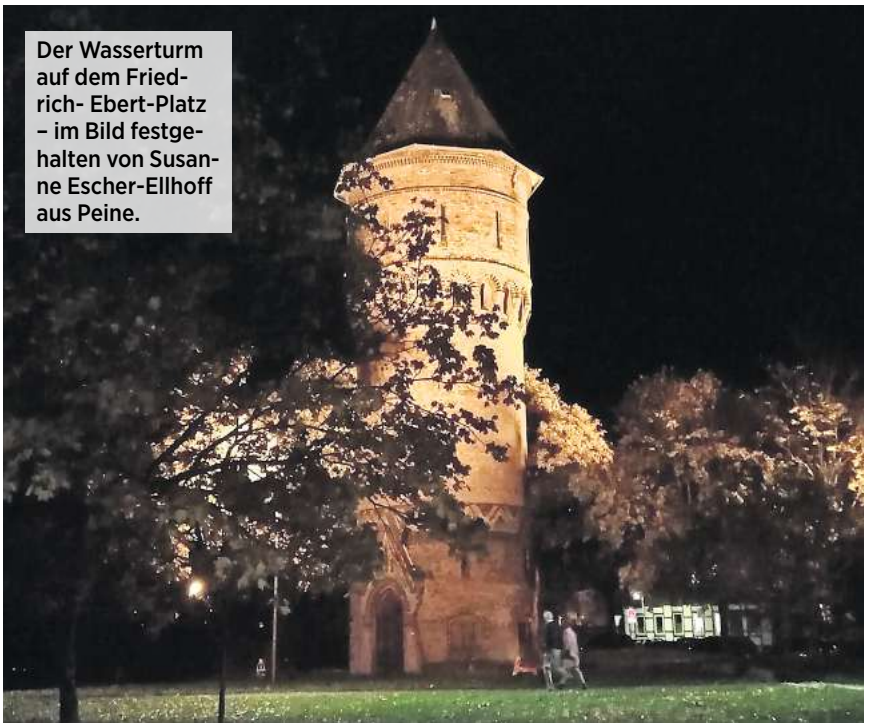 Der Wasserturm
auf dem Fried-
rich- Ebert-Platz
– im Bild festge-
halten von Susan-
ne Escher-Ellhoff
aus Peine.